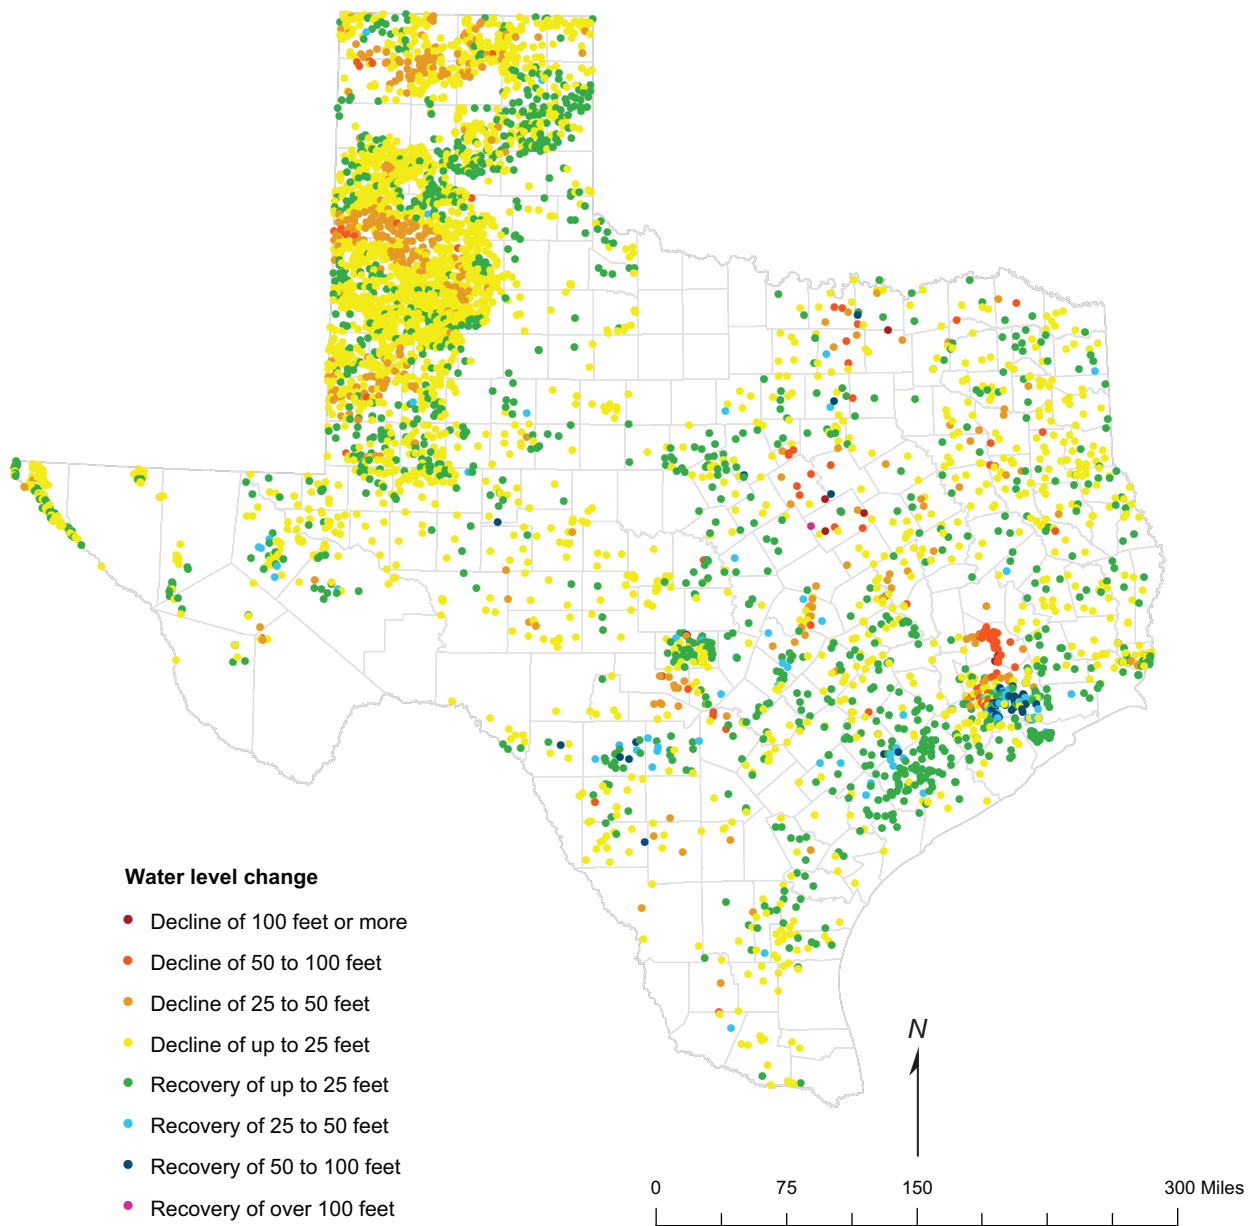 Water level change
Decline of 100 feet or more
Decline of 50 to 100 feet
Decline of 25 to 50 feet
Decline of up to 25 feet
Recovery of up to 25 feet
Recovery of 25 to 50 feet
Recovery of 50 to 100 feet
Recovery of over 100 feet
N
0 75 150 300 Miles